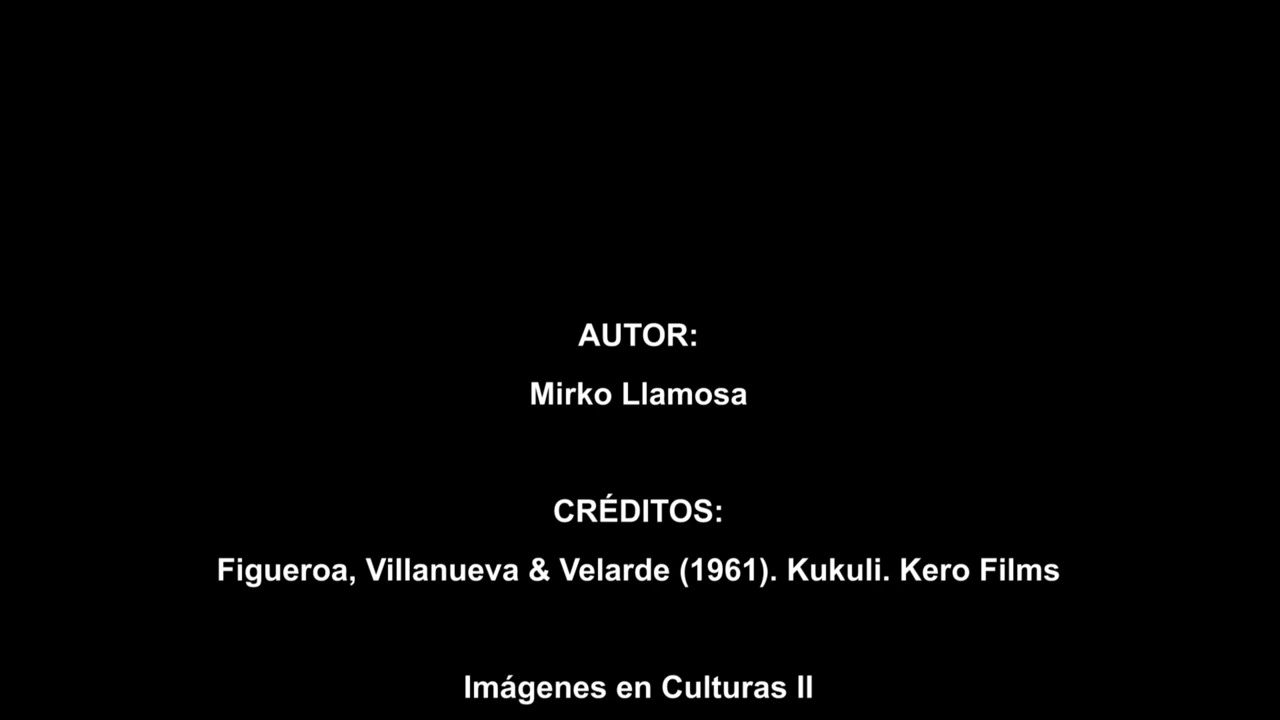 AUTOR:
Mirko Llamosa
CRÉDITOS:
Figueroa, Villanueva & Velarde (1961). Kukuli. Kero Films
Imágenes en Culturas II